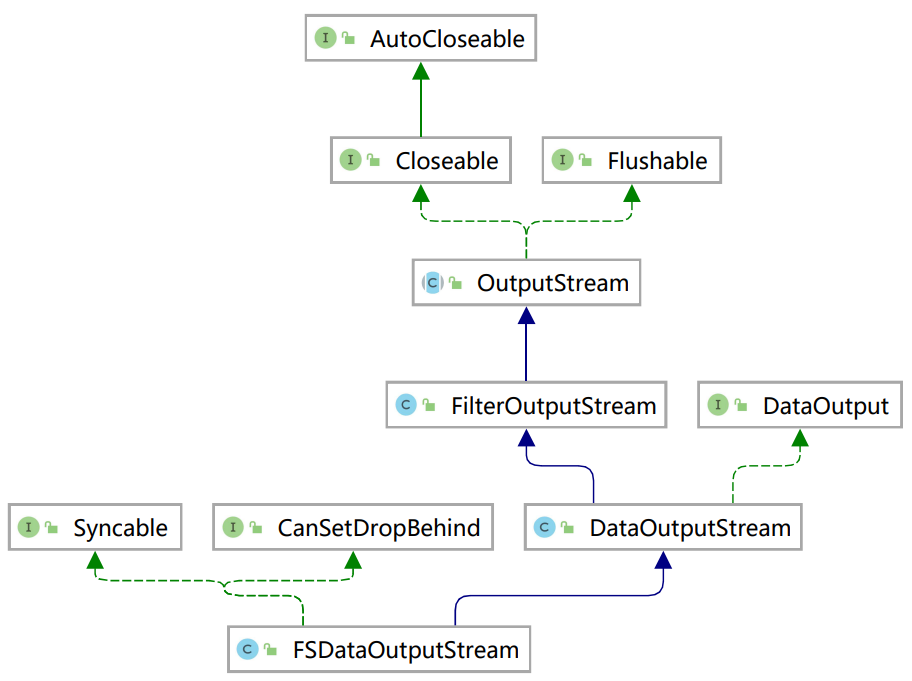 I AutoCloseable
I Closeable
I Flushable
C OutputStream
C FilterOutputStream
I DataOutput
I Syncable
I CanSetDropBehind
C DataOutputStream
C FSDataOutputStream